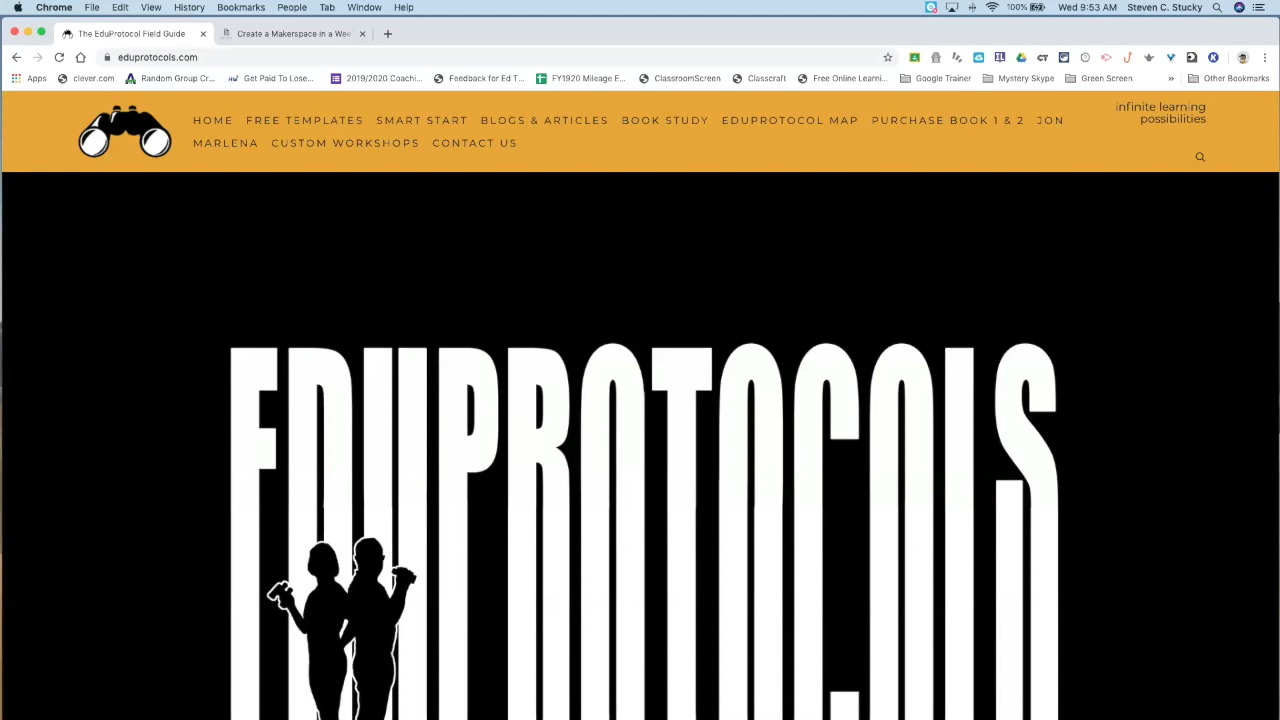 Chrome File Edit View History Bookmarks People Tab Window Help 100% Wed 9:53 AM Steven C. Stucky
The EduProtocol Field Guide Create a Makerspace in a Wee
eduprotocols.com
Apps clever.com Random Group Cr... Get Paid To Lose... 2019/2020 Coachi... Feedback for Ed T... FY1920 Mileage E... ClassroomScreen Classcraft Free Online Learni... Google Trainer Mystery Skype Green Screen » Other Bookmarks
HOME FREE TEMPLATES SMART START BLOGS & ARTICLES BOOK STUDY EDUPROTOCOL MAP PURCHASE BOOK 1 & 2 JON
MARLENA CUSTOM WORKSHOPS CONTACT US
infinite learning
possibilities
EDUPROTOCOLS